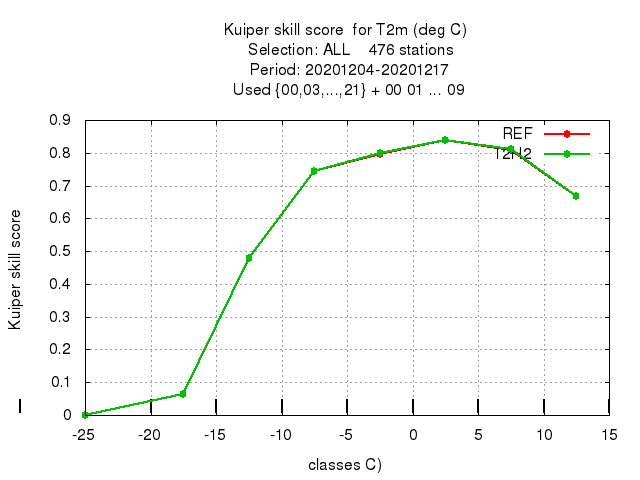 Kuiper skill score for T2m (deg C)
Selection: ALL 476 stations
Period: 20201204-20201217
Used {00,03,...,21} + 00 01 ... 09
0.9
0.8
0.7
0.6
0.5
0.4
0.3
0.2
0.1
0
Kuiper skill score
REF
-25 -20 -15 -10 -5 0 5 10 15
classes C)